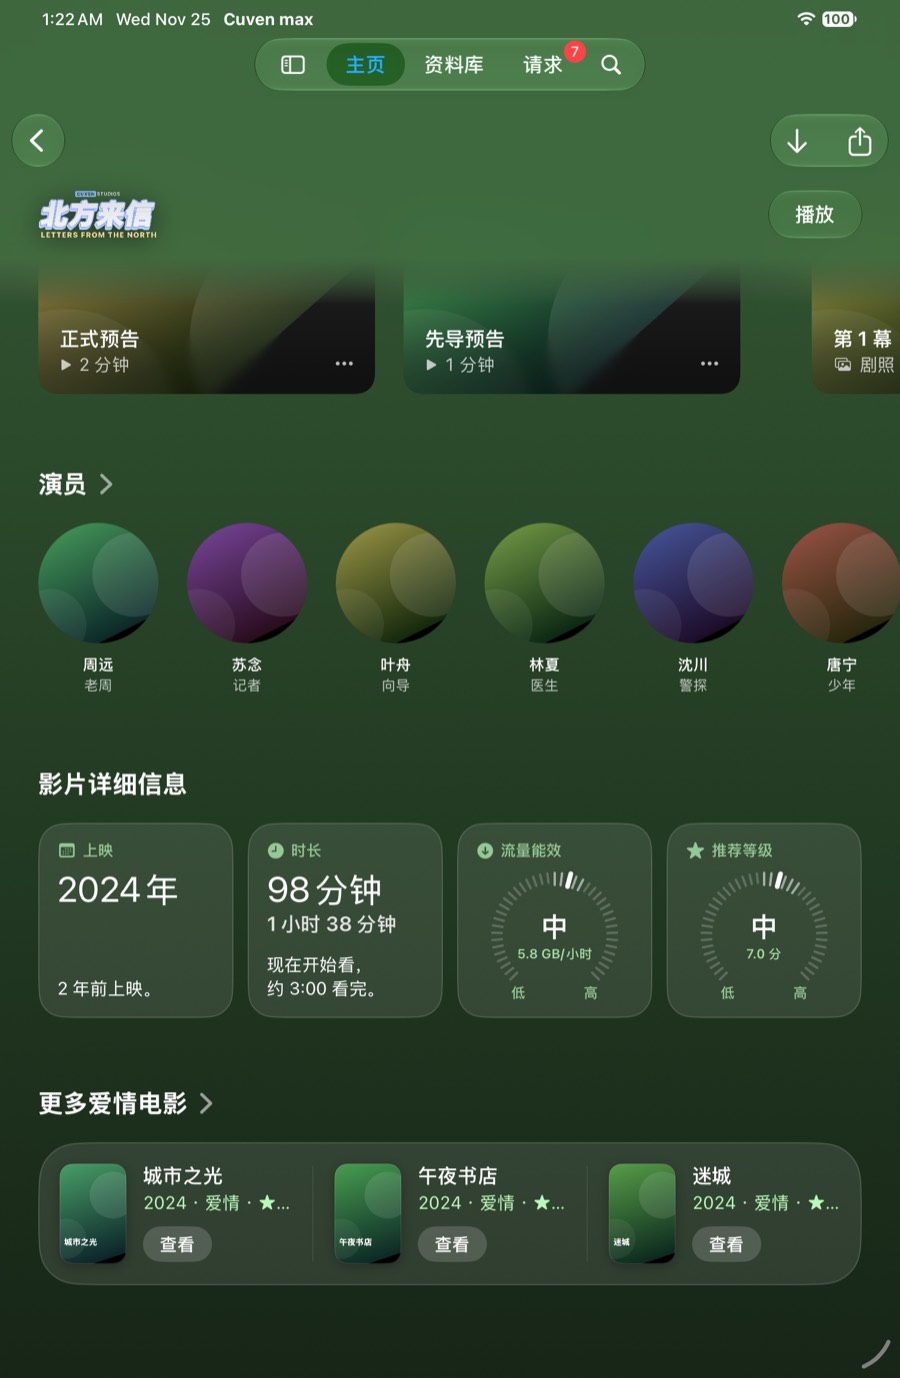 1:22 AM Wed Nov 25 Cuven max
100
主页
资料库
请求
7
CUVEN STUDIOS
北方来信
LETTERS FROM THE NORTH
播放
正式预告
2 分钟
先导预告
1 分钟
第 1 幕
剧照
演员
周远
老周
苏念
记者
叶舟
向导
林夏
医生
沈川
警探
唐宁
少年
影片详细信息
上映
2024 年
2 年前上映。
时长
98 分钟
1 小时 38 分钟
现在开始看，
约 3:00 看完。
流量能效
中
5.8 GB/小时
低
高
推荐等级
中
7.0 分
低
高
更多爱情电影
城市之光
城市之光
2024 · 爱情 · ★...
查看
午夜书店
午夜书店
2024 · 爱情 · ★...
查看
迷城
迷城
2024 · 爱情 · ★...
查看